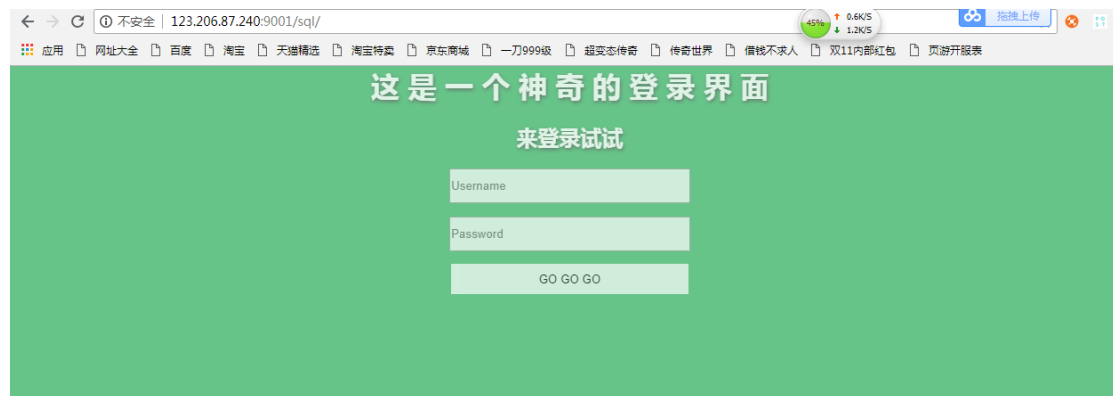 不安全 123.206.87.240:9001/sql/
45% ↑ 0.6K/S
↓ 1.2K/S
拖拽上传
应用 网址大全 百度 淘宝 天猫精选 淘宝特卖 京东商城 一刀999级 超变态传奇 传奇世界 借钱不求人 双11内部红包 页游开服表
这是一个神奇的登录界面
来登录试试
Username
Password
GO GO GO